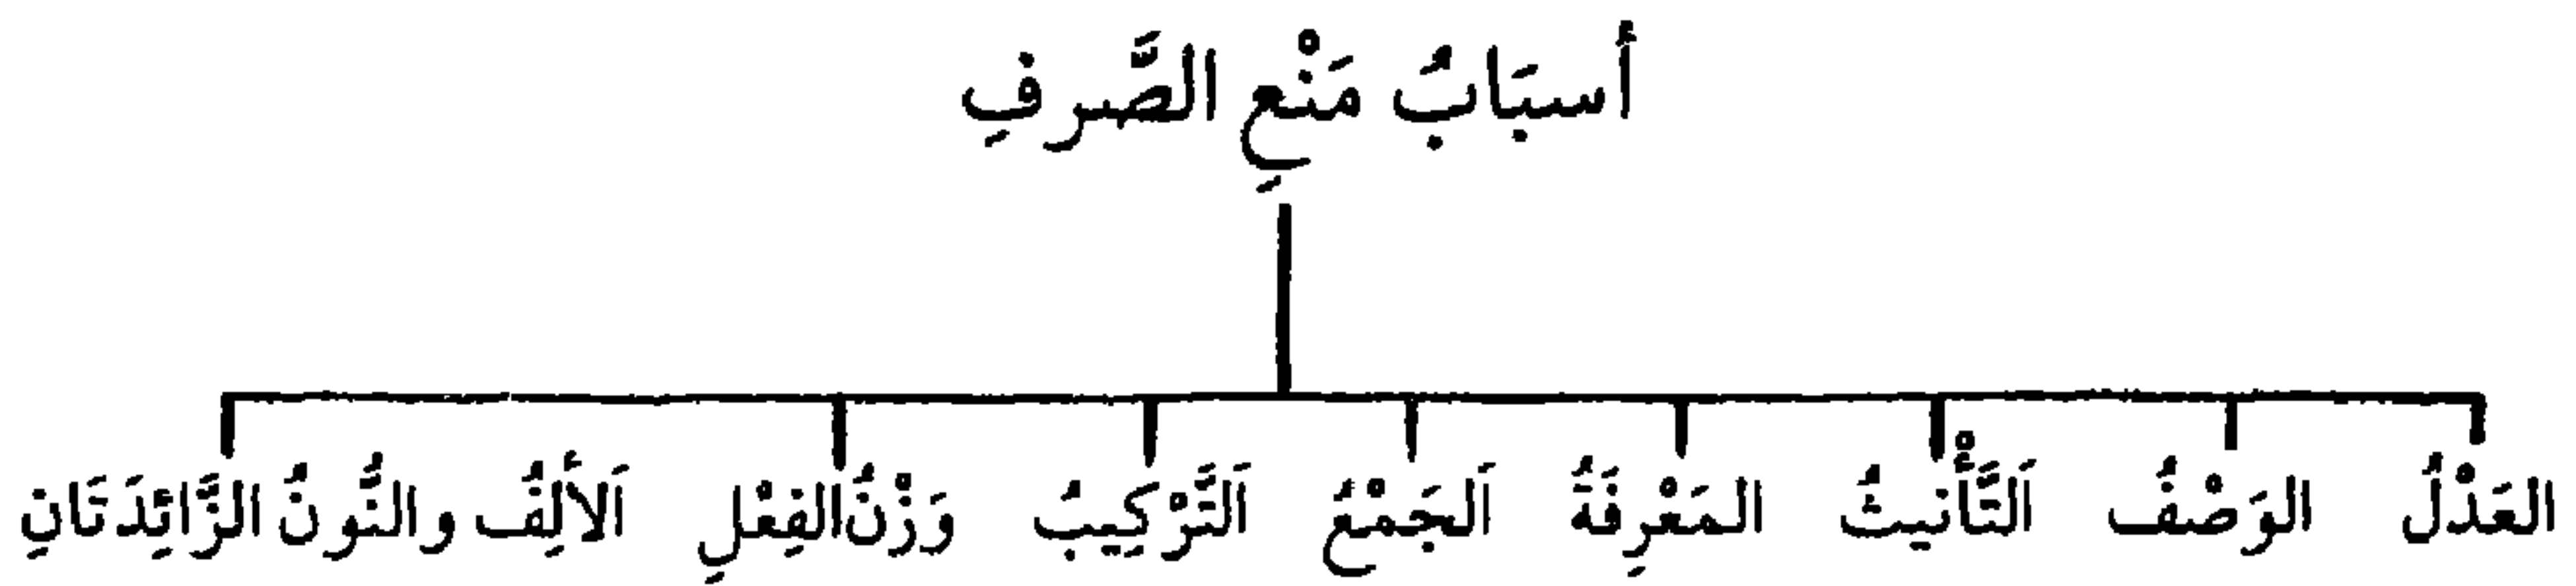 أسبَابُ مَنْعِ الصَّرفِ
العَدْلُ الوَصْفُ اَلتَّأْنيثُ المَعْرِفَةُ اَلجَمْعُ اَلتَّرْكِيبُ وَزْنُ الفِعْلِ اَلألِفُ والنُّونُ الزَّائِدَتَانِ